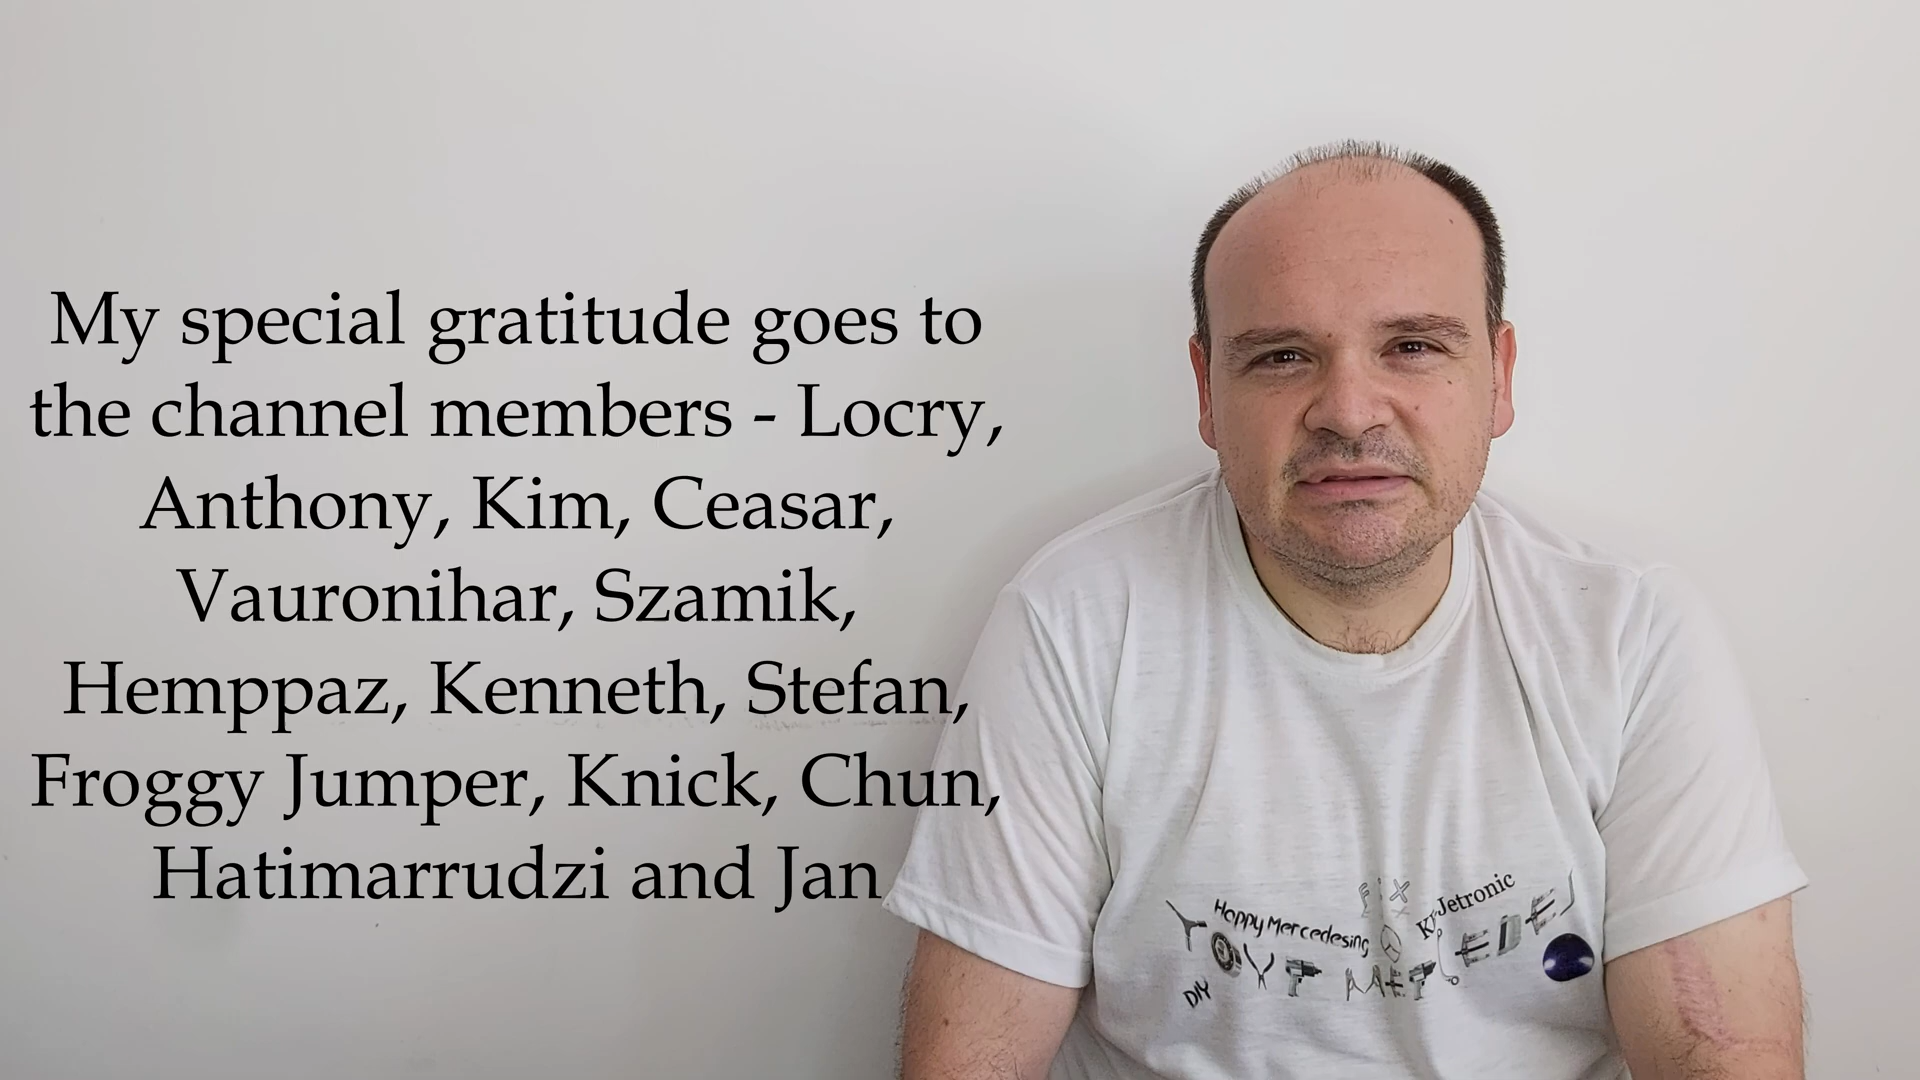 My special gratitude goes to
the channel members - Locry,
Anthony, Kim, Ceasar,
Vauronihar, Szamik,
Hemppaz, Kenneth, Stefan,
Froggy Jumper, Knick, Chun,
Hatimarrudzi and Jan
Happy Mercedesing
Jetronic
DIY